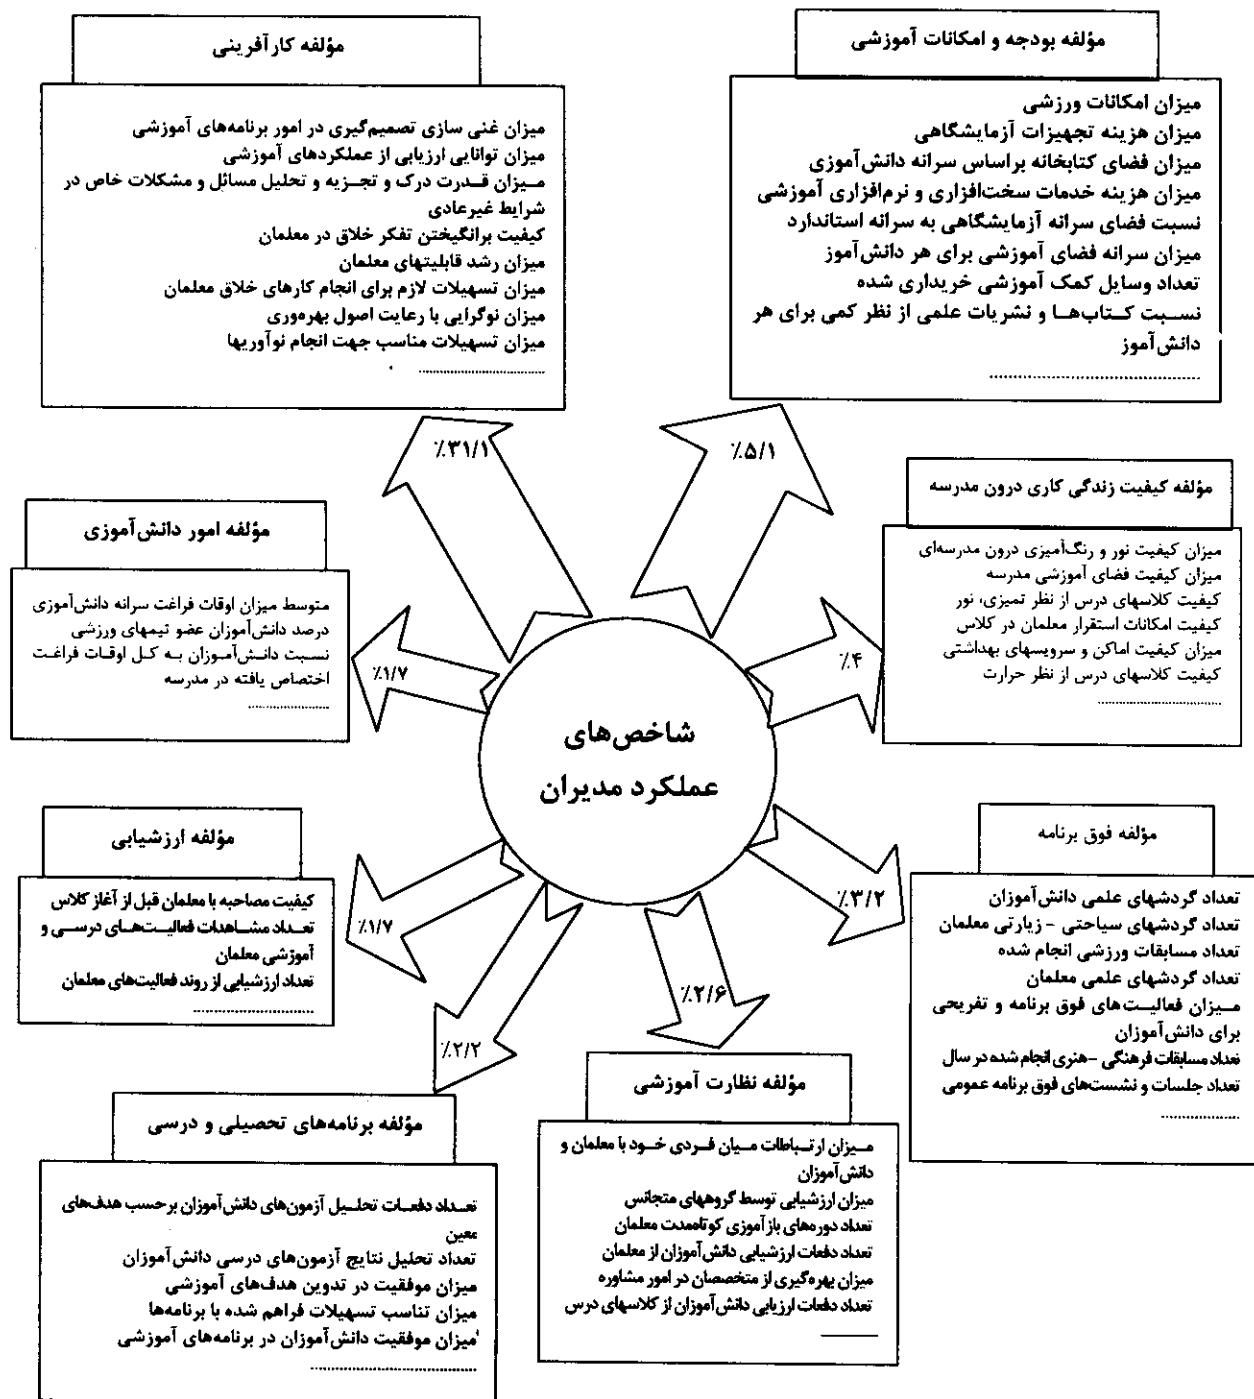 مؤلفه بودجه و امکانات آموزشی
میزان امکانات ورزشی
میزان هزینه تجهیزات آزمایشگاهی
میزان فضای کتابخانه براساس سرانه دانش‌آموزی
میزان هزینه خدمات سخت‌افزاری و نرم‌افزاری آموزشی
نسبت فضای سرانه آزمایشگاهی به سرانه استاندارد
میزان سرانه فضای آموزشی برای هر دانش‌آموز
تعداد وسایل کمک آموزشی خریداری شده
نسبت کتاب‌ها و نشریات علمی از نظر کمی برای هر
دانش‌آموز
....................
٪۵/۱
مؤلفه کارآفرینی
میزان غنی سازی تصمیم‌گیری در امور برنامه‌های آموزشی
میزان توانایی ارزیابی از عملکردهای آموزشی
میزان قدرت درک و تجزیه و تحلیل مسائل و مشکلات خاص در
شرایط غیرعادی
کیفیت برانگیختن تفکر خلاق در معلمان
میزان رشد قابلیتهای معلمان
میزان تسهیلات لازم برای انجام کارهای خلاق معلمان
میزان نوگرایی با رعایت اصول بهره‌وری
میزان تسهیلات مناسب جهت انجام نوآوریها
....................
٪۳۱/۱
مؤلفه کیفیت زندگی کاری درون مدرسه
میزان کیفیت نور و رنگ‌آمیزی درون مدرسه‌ای
میزان کیفیت فضای آموزشی مدرسه
کیفیت کلاسهای درس از نظر تمیزی، نور
کیفیت امکانات استقرار معلمان در کلاس
میزان کیفیت اماکن و سرویسهای بهداشتی
کیفیت کلاسهای درس از نظر حرارت
....................
٪۴
مؤلفه امور دانش‌آموزی
متوسط میزان اوقات فراغت سرانه دانش‌آموزی
درصد دانش‌آموزان عضو تیمهای ورزشی
نسبت دانش‌آموزان به کل اوقات فراغت
اختصاص یافته در مدرسه
....................
٪۱/۷
شاخص‌های
عملکرد مدیران
مؤلفه فوق برنامه
تعداد گردشهای علمی دانش‌آموزان
تعداد گردشهای سیاحتی - زیارتی معلمان
تعداد مسابقات ورزشی انجام شده
تعداد گردشهای علمی معلمان
میزان فعالیت‌های فوق برنامه و تفریحی
برای دانش‌آموزان
تعداد مسابقات فرهنگی - هنری انجام شده در سال
تعداد جلسات و نشست‌های فوق برنامه عمومی
....................
٪۳/۲
مؤلفه ارزشیابی
کیفیت مصاحبه با معلمان قبل از آغاز کلاس
تعداد مشاهدات فعالیت‌های درسی و
آموزشی معلمان
تعداد ارزشیابی از روند فعالیت‌های معلمان
....................
٪۱/۷
مؤلفه نظارت آموزشی
میزان ارتباطات میان فردی خود با معلمان و
دانش‌آموزان
میزان ارزشیابی توسط گروههای متجانس
تعداد دوره‌های بازآموزی کوتاه‌مدت معلمان
تعداد دفعات ارزشیابی دانش‌آموزان از معلمان
میزان بهره‌گیری از متخصصان در امور مشاوره
تعداد دفعات ارزیابی دانش‌آموزان از کلاسهای درس
٪۲/۶
مؤلفه برنامه‌های تحصیلی و درسی
تعداد دفعات تحلیل آزمون‌های دانش‌آموزان برحسب هدف‌های
معین
تعداد تحلیل نتایج آزمون‌های درسی دانش‌آموزان
میزان موفقیت در تدوین هدف‌های آموزشی
میزان تناسب تسهیلات فراهم شده با برنامه‌ها
میزان موفقیت دانش‌آموزان در برنامه‌های آموزشی
....................
٪۲/۲